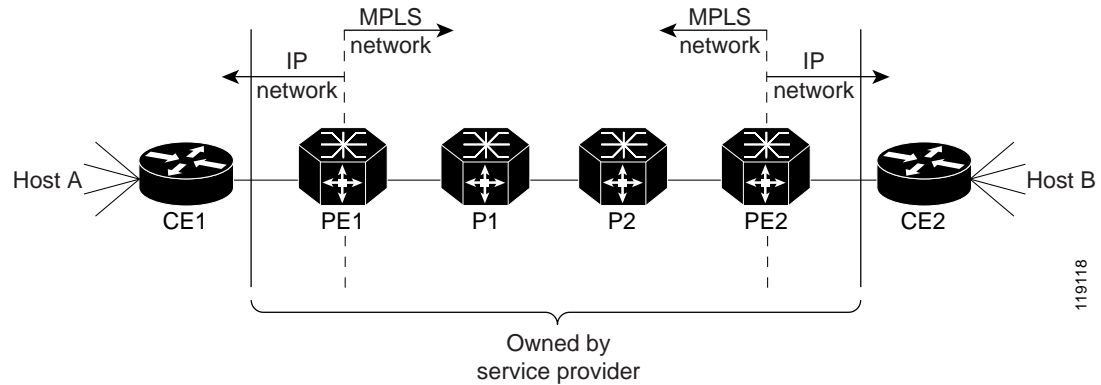 MPLS
network
MPLS
network
IP
network
IP
network
Host A
Host B
CE1
PE1
P1
P2
PE2
CE2
119118
Owned by
service provider